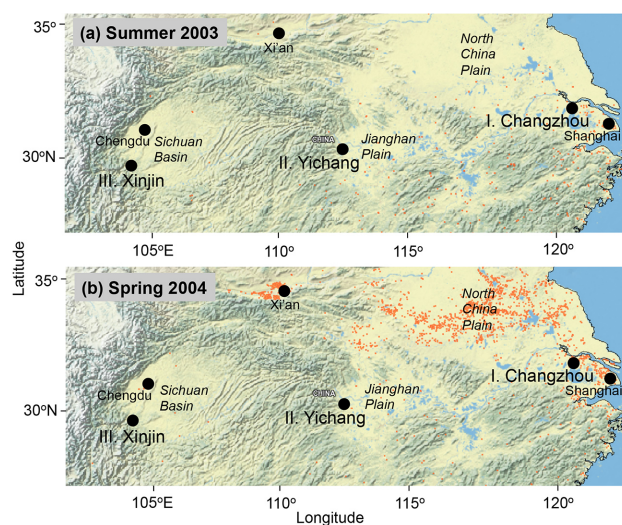 (a) Summer 2003
Xi'an
North
China
Plain
35°
I. Changzhou
Shanghai
Chengdu
Sichuan
Basin
CHINA
Jianghan
Plain
II. Yichang
30°N
III. Xinjin
105°E
110°
115°
120°
Latitude
(b) Spring 2004
35°
Xi'an
North
China
Plain
I. Changzhou
Shanghai
Chengdu
Sichuan
Basin
CHINA
Jianghan
Plain
II. Yichang
30°N
III. Xinjin
105°E
110°
115°
120°
Longitude